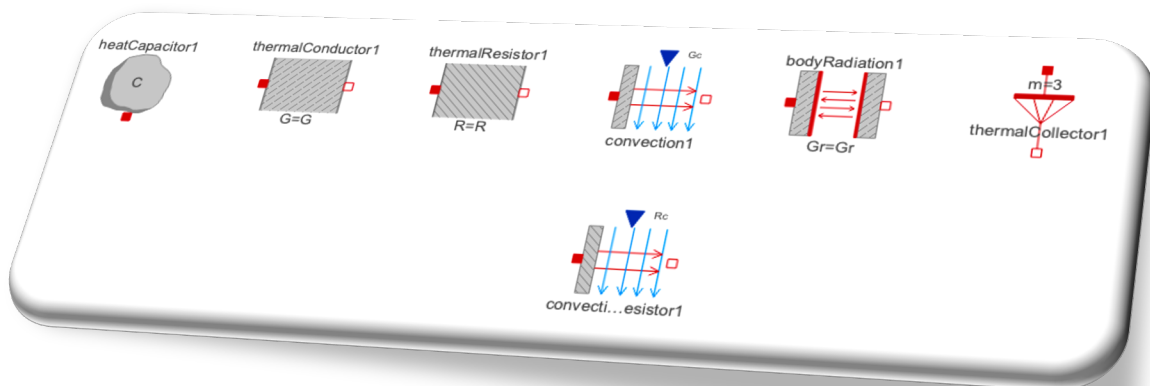 heatCapacitor1
C
thermalConductor1
G=G
thermalResistor1
R=R
Gc
convection1
bodyRadiation1
Gr=Gr
m=3
thermalCollector1
Rc
convecti...esistor1